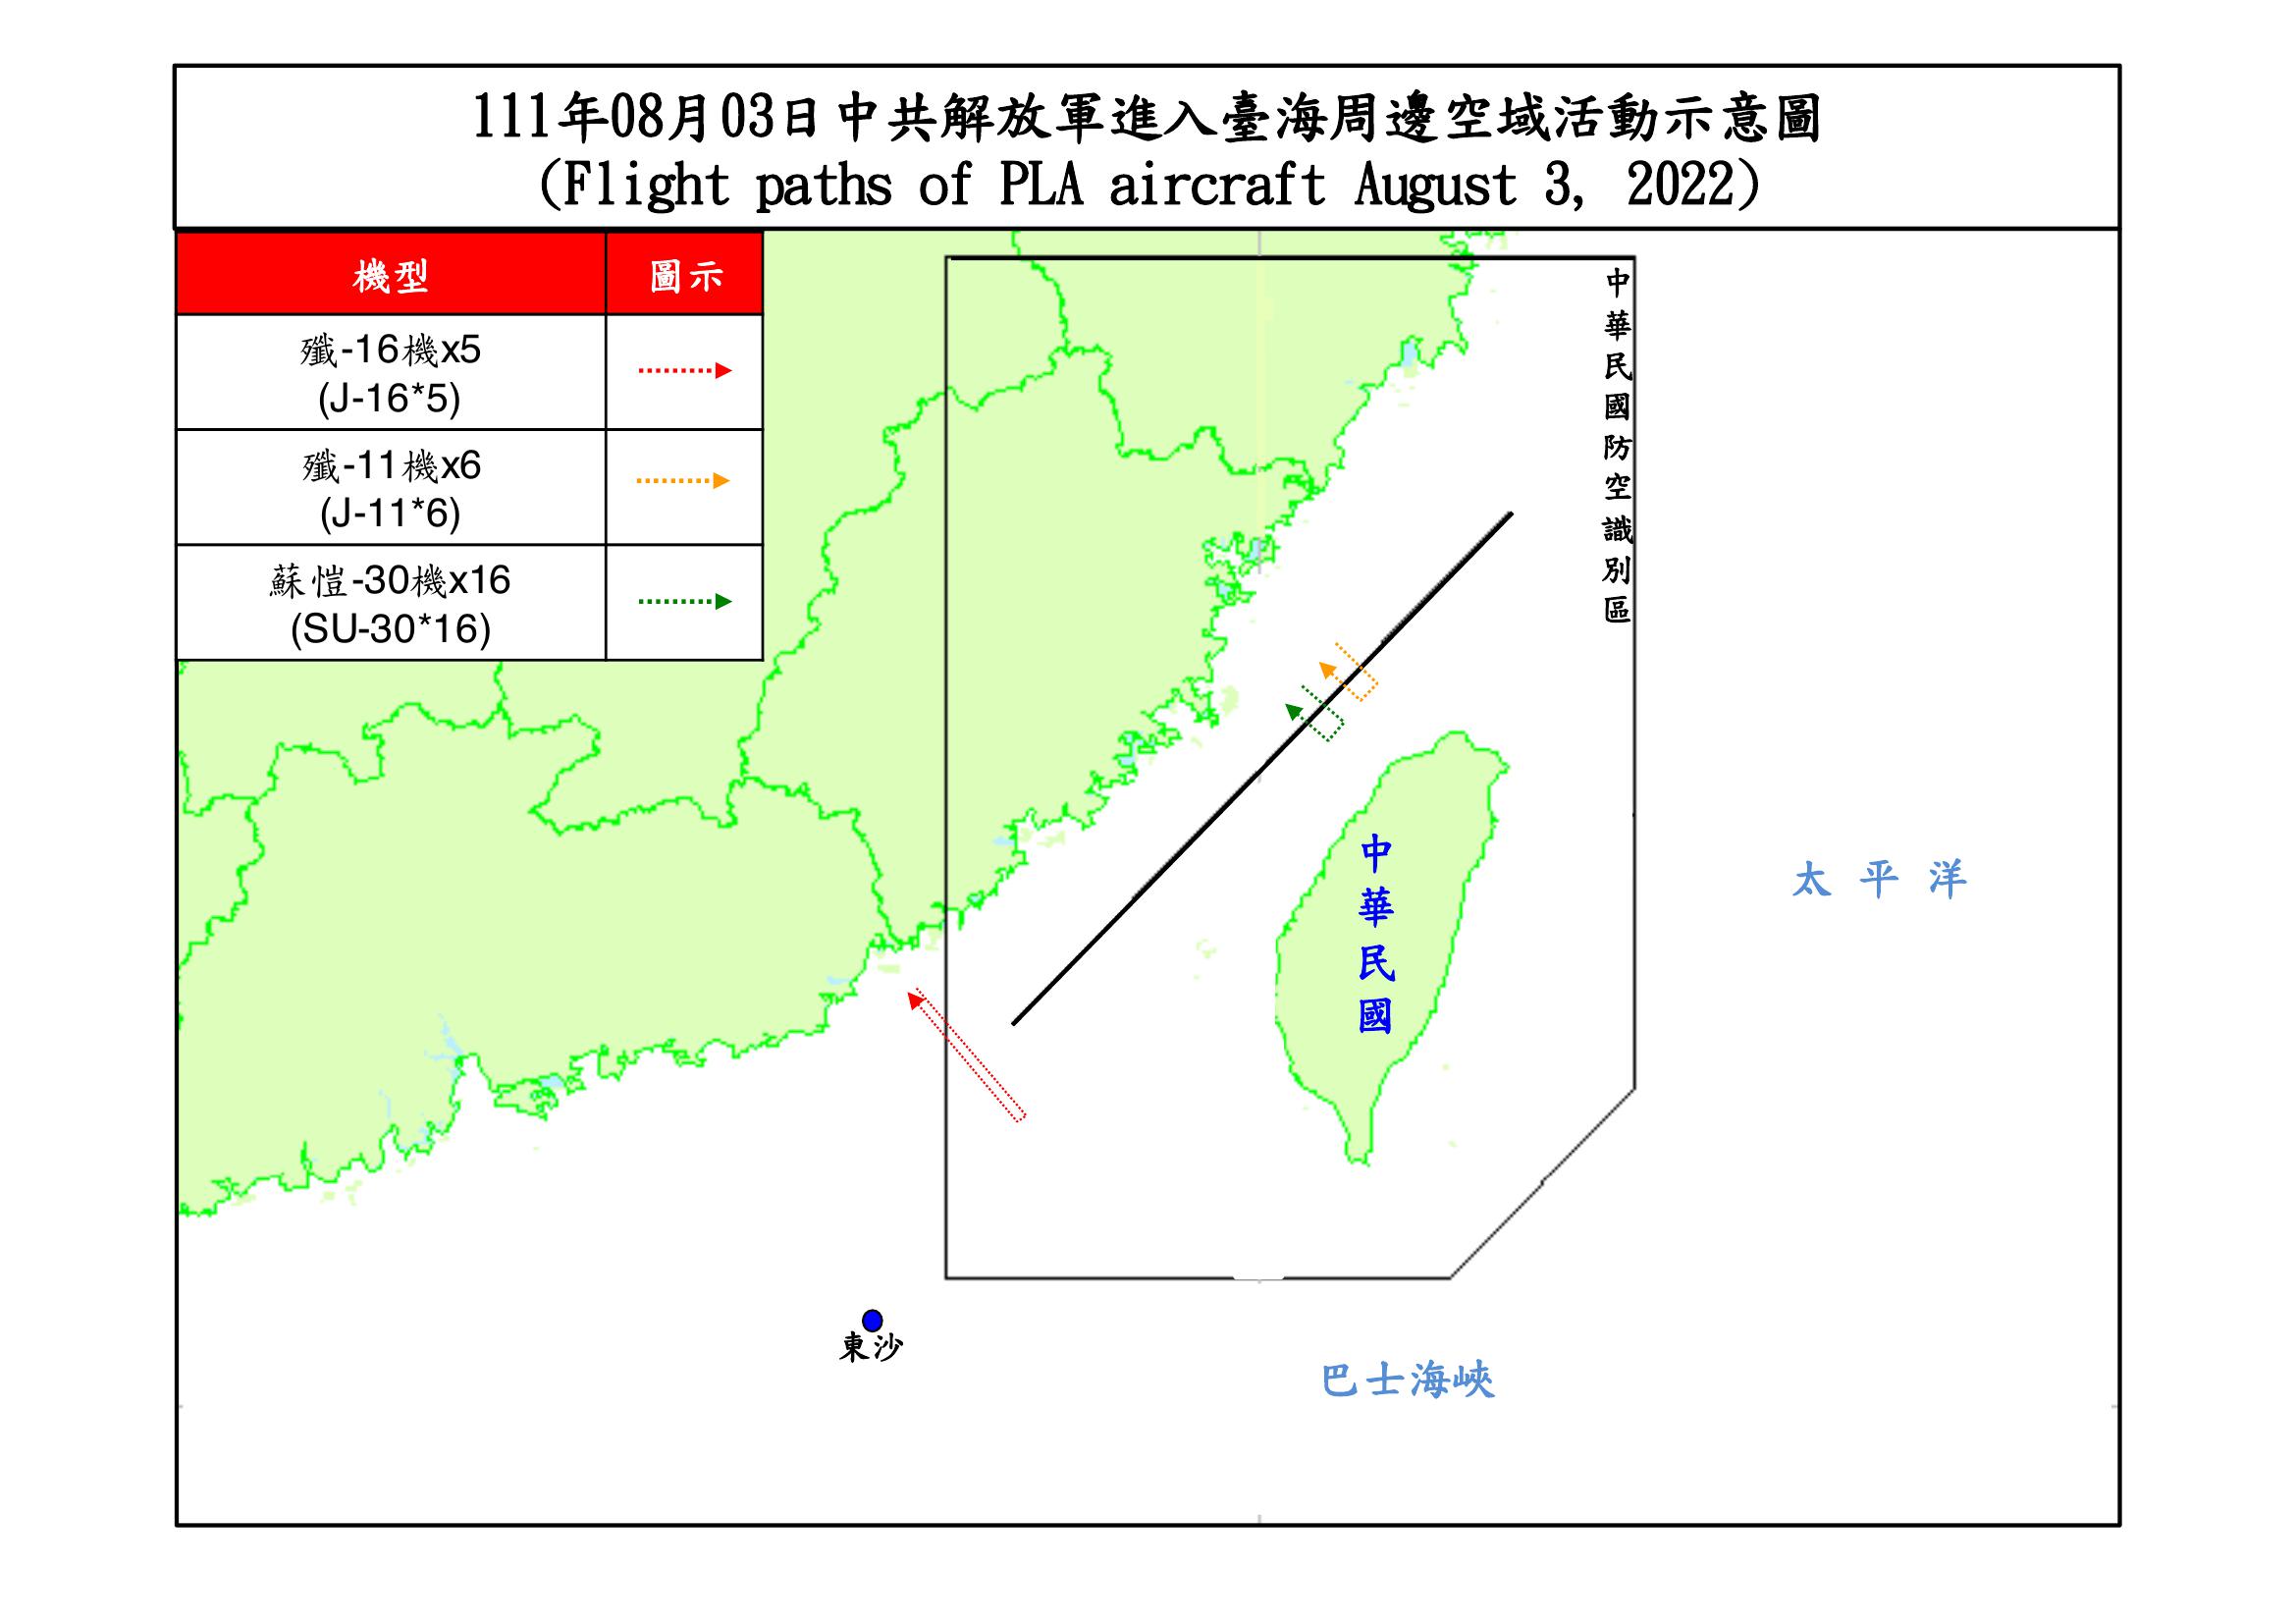 111年08月03日中共解放軍進入臺海周邊空域活動示意圖
(Flight paths of PLA aircraft August 3, 2022)
機型
圖示
殲-16機x5
(J-16*5)
殲-11機x6
(J-11*6)
蘇愷-30機x16
(SU-30*16)
中華民國防空識別區
中華民國
太平洋
東沙
巴士海峽